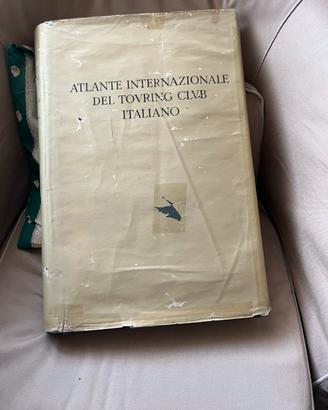 ATLANTE INTERNAZIONALE
DEL TOVRING CLVB
ITALIANO